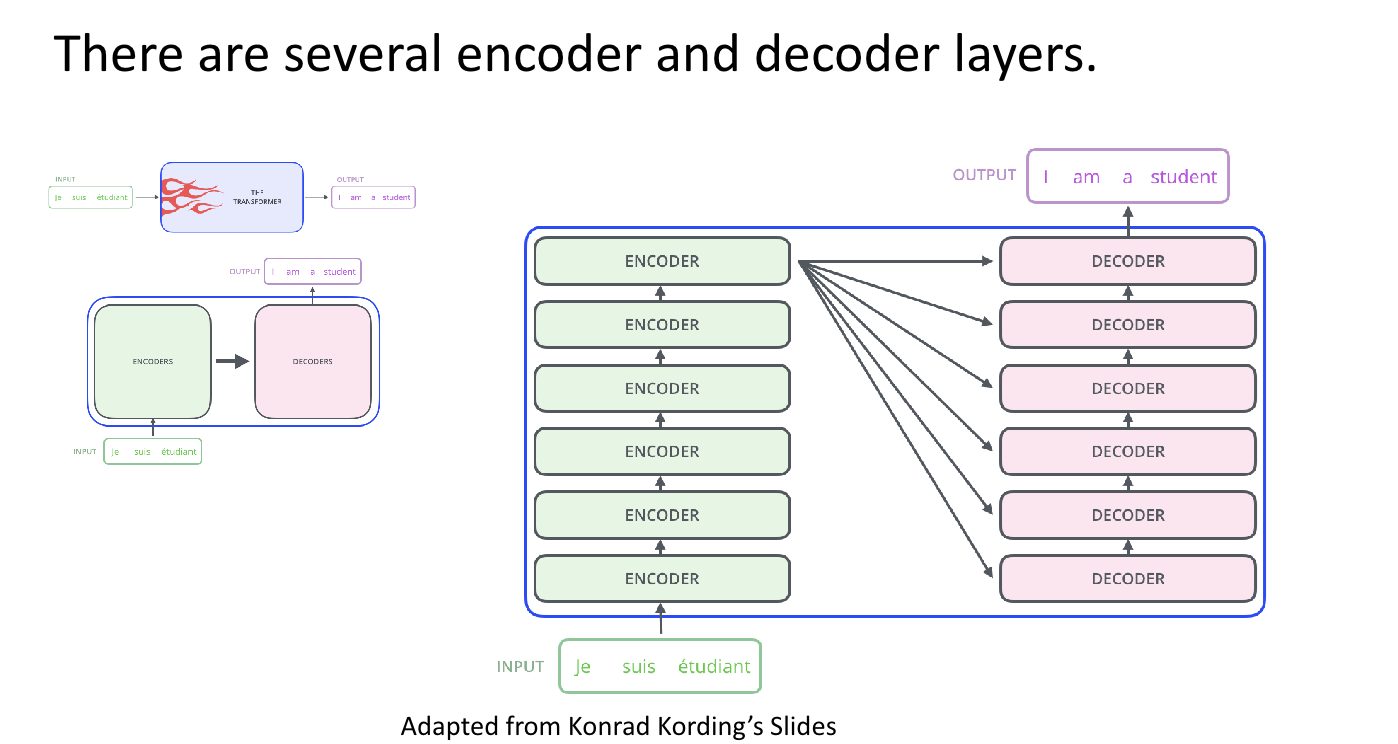 There are several encoder and decoder layers.
INPUT
Je suis étudiant
THE
TRANSFORMER
OUTPUT
I am a student
OUTPUT I am a student
ENCODERS
DECODERS
INPUT Je suis étudiant
OUTPUT I am a student
ENCODER DECODER
ENCODER DECODER
ENCODER DECODER
ENCODER DECODER
ENCODER DECODER
ENCODER DECODER
INPUT Je suis étudiant
Adapted from Konrad Kording’s Slides